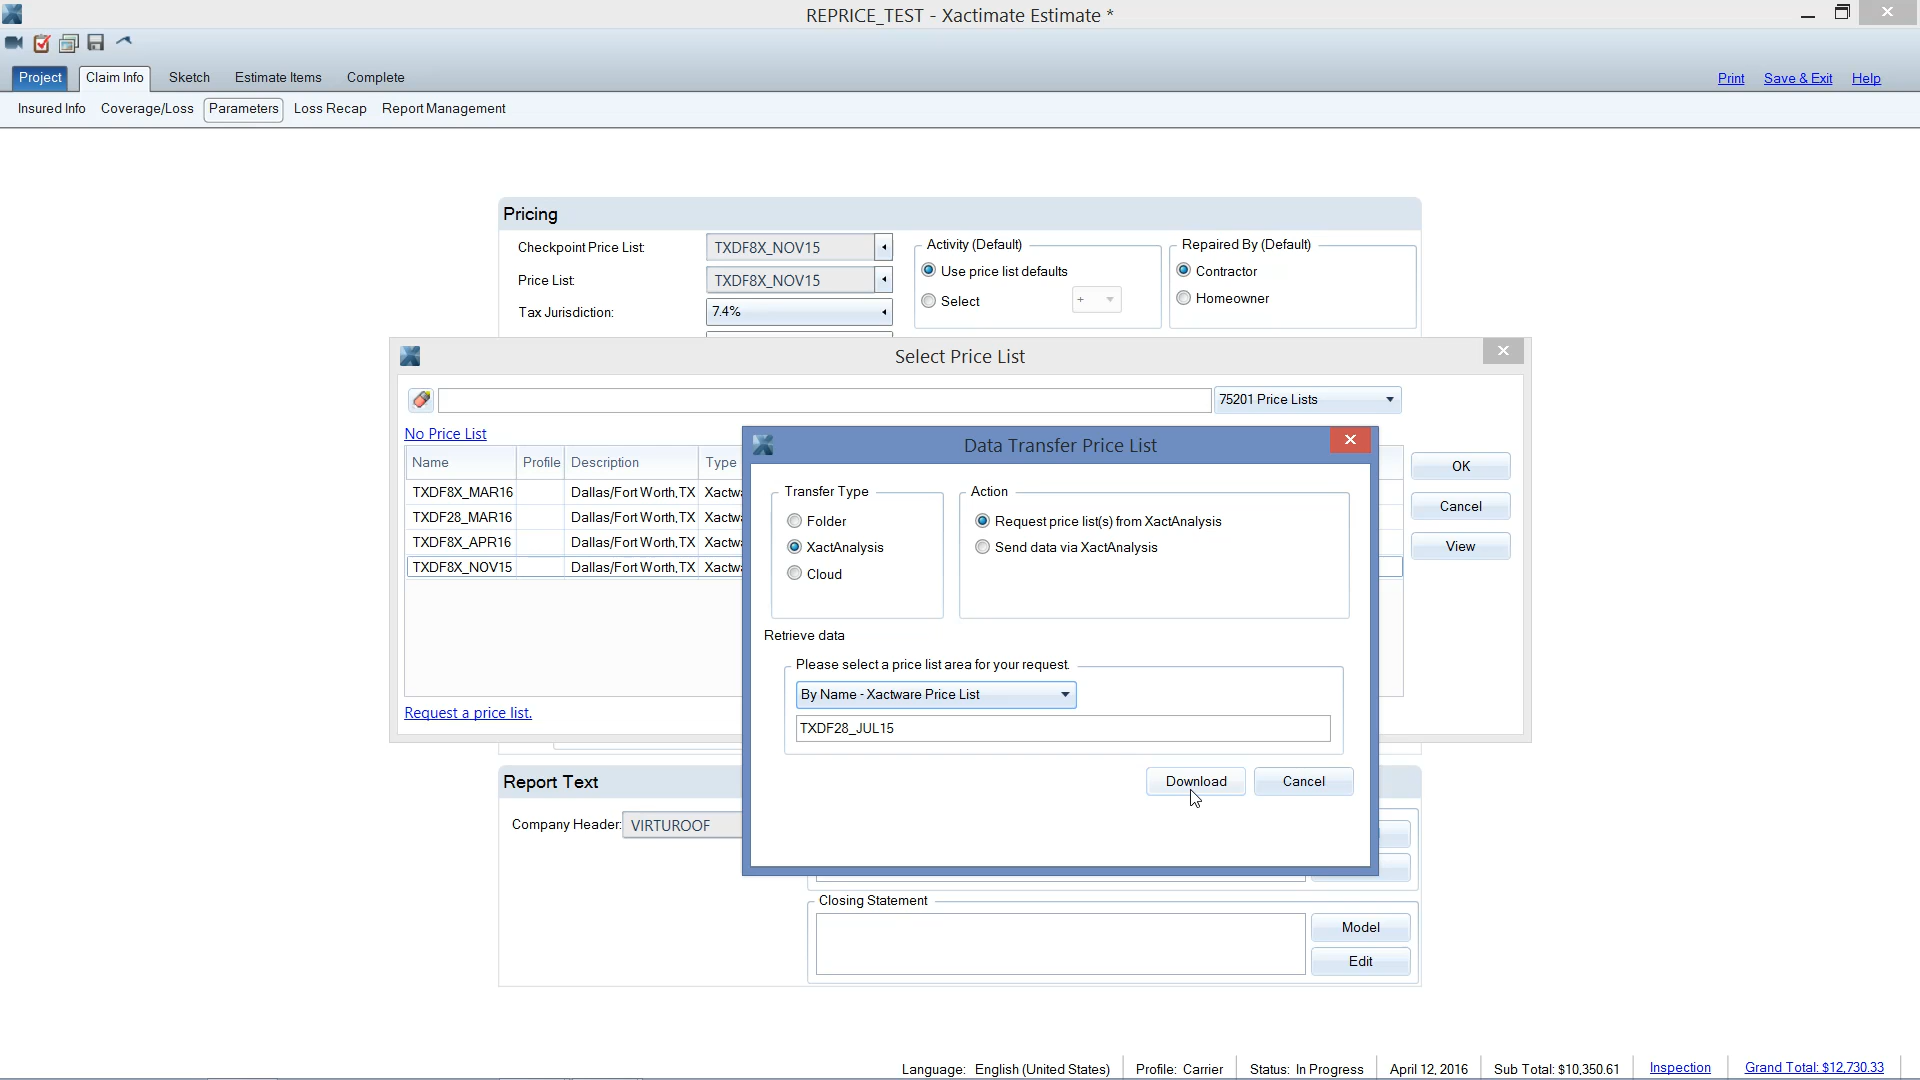 REPRICE_TEST - Xactimate Estimate *
Project Claim Info Sketch Estimate Items Complete
Print Save & Exit Help
Insured Info Coverage/Loss Parameters Loss Recap Report Management
Pricing
Checkpoint Price List: TXDF8X_NOV15
Price List: TXDF8X_NOV15
Tax Jurisdiction: 7.4%
Activity (Default)
Use price list defaults
Select +
Repaired By (Default)
Contractor
Homeowner
Select Price List
75201 Price Lists
No Price List
Name Profile Description Type
TXDF8X_MAR16 Dallas/Fort Worth,TX Xactw
TXDF28_MAR16 Dallas/Fort Worth,TX Xactw
TXDF8X_APR16 Dallas/Fort Worth,TX Xactw
TXDF8X_NOV15 Dallas/Fort Worth,TX Xactw
OK
Cancel
View
Request a price list.
Data Transfer Price List
Transfer Type
Folder
XactAnalysis
Cloud
Action
Request price list(s) from XactAnalysis
Send data via XactAnalysis
Retrieve data
Please select a price list area for your request.
By Name - Xactware Price List
TXDF28_JUL15
Download Cancel
Report Text
Company Header: VIRTUROOF
Closing Statement
Model
Edit
Language: English (United States) Profile: Carrier Status: In Progress April 12, 2016 Sub Total: $10,350.61 Inspection Grand Total: $12,730.33